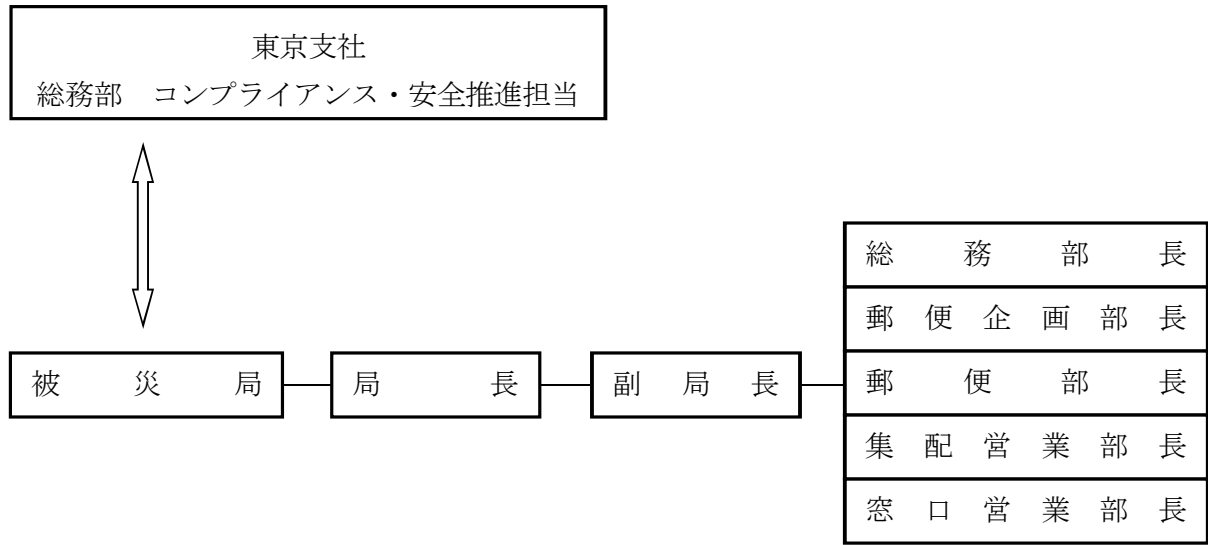 東京支社
総務部　コンプライアンス・安全推進担当
総務部長
郵便企画部長
被災局
局長
副局長
郵便部長
集配営業部長
窓口営業部長